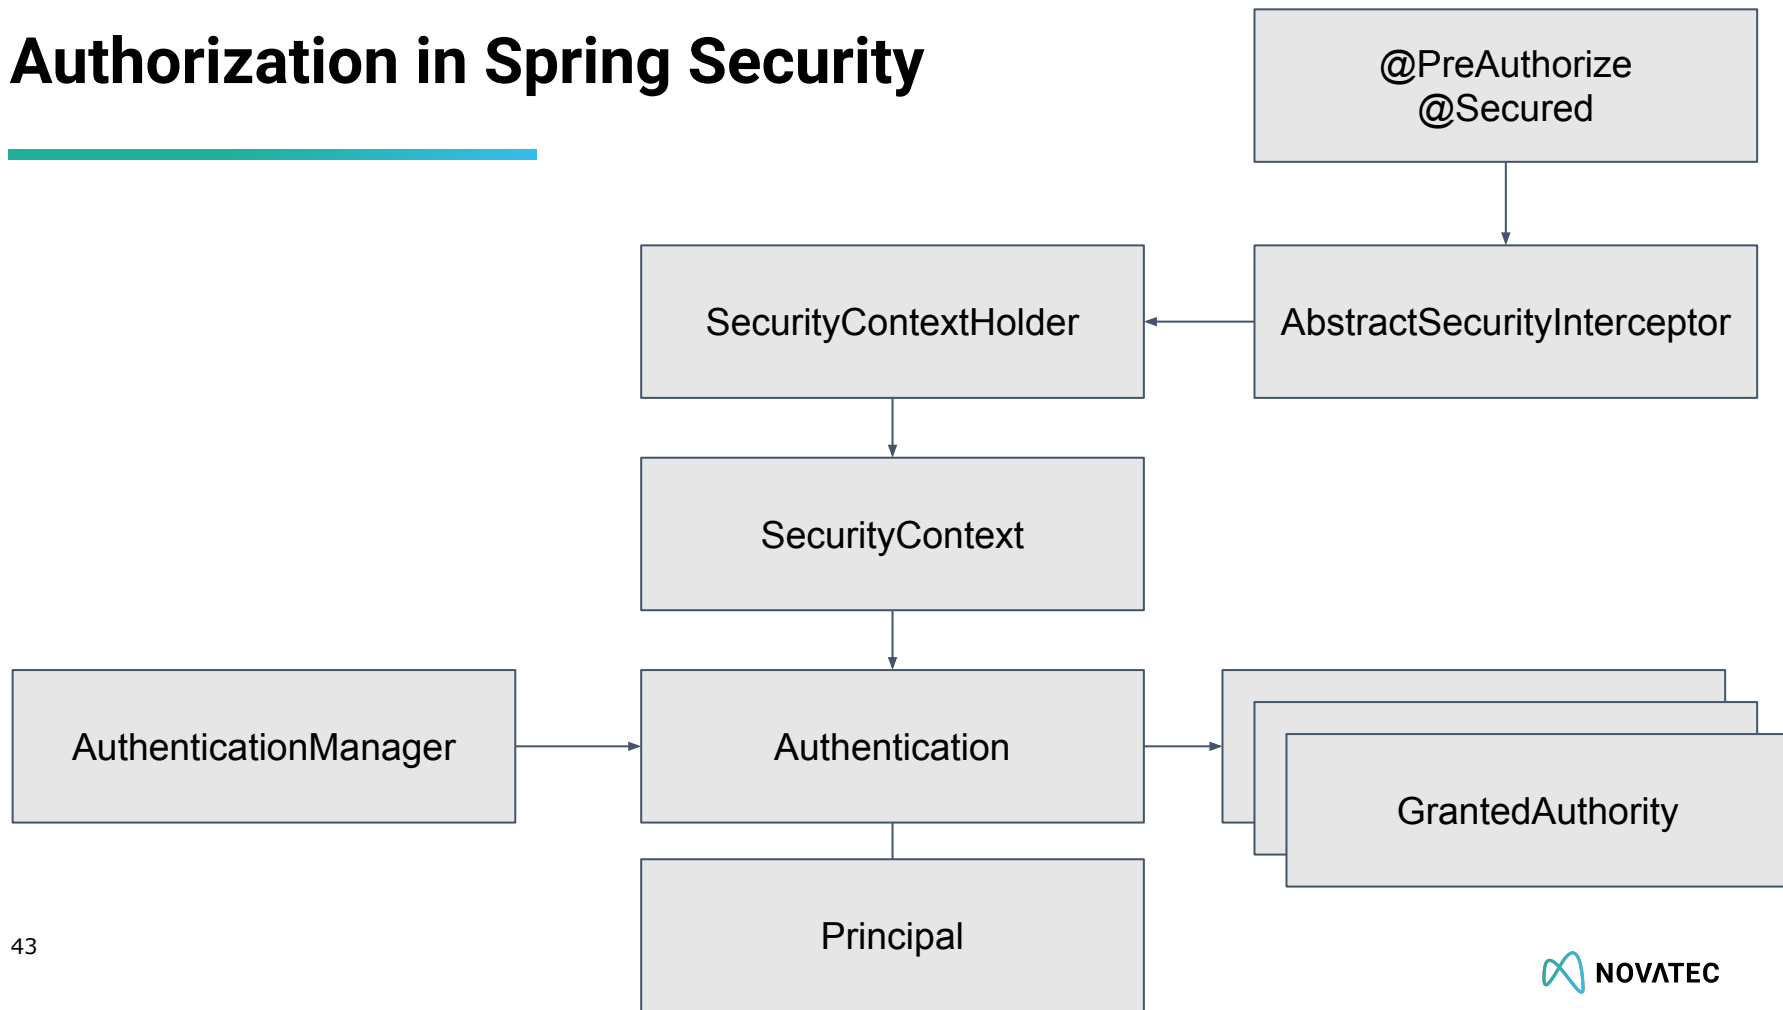 Authorization in Spring Security
@PreAuthorize
@Secured
SecurityContextHolder
AbstractSecurityInterceptor
SecurityContext
AuthenticationManager
Authentication
GrantedAuthority
Principal
43
NOVATEC